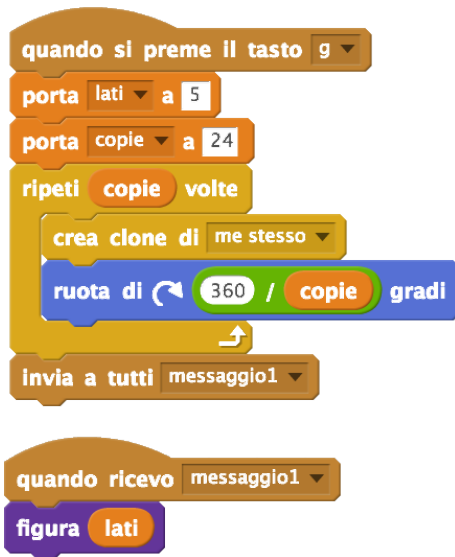 quando si preme il tasto g
porta lati a 5
porta copie a 24
ripeti copie volte
crea clone di me stesso
ruota di 360 / copie gradi
invia a tutti messaggio1
quando ricevo messaggio1
figura lati